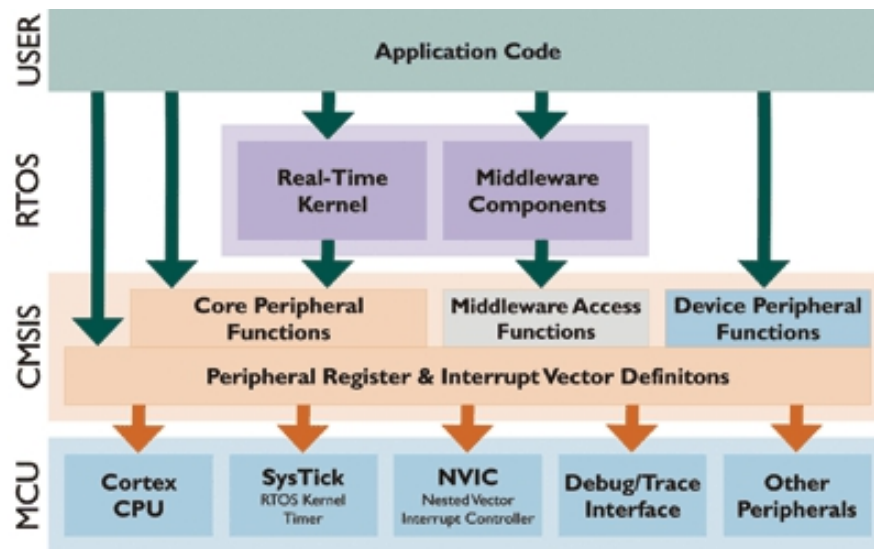 USER
Application Code
RTOS
Real-Time
Kernel
Middleware
Components
CMSIS
Core Peripheral
Functions
Middleware Access
Functions
Device Peripheral
Functions
Peripheral Register & Interrupt Vector Definitons
MCU
Cortex
CPU
SysTick
RTOS Kernel
Timer
NVIC
Nested Vector
Interrupt Controller
Debug/Trace
Interface
Other
Peripherals